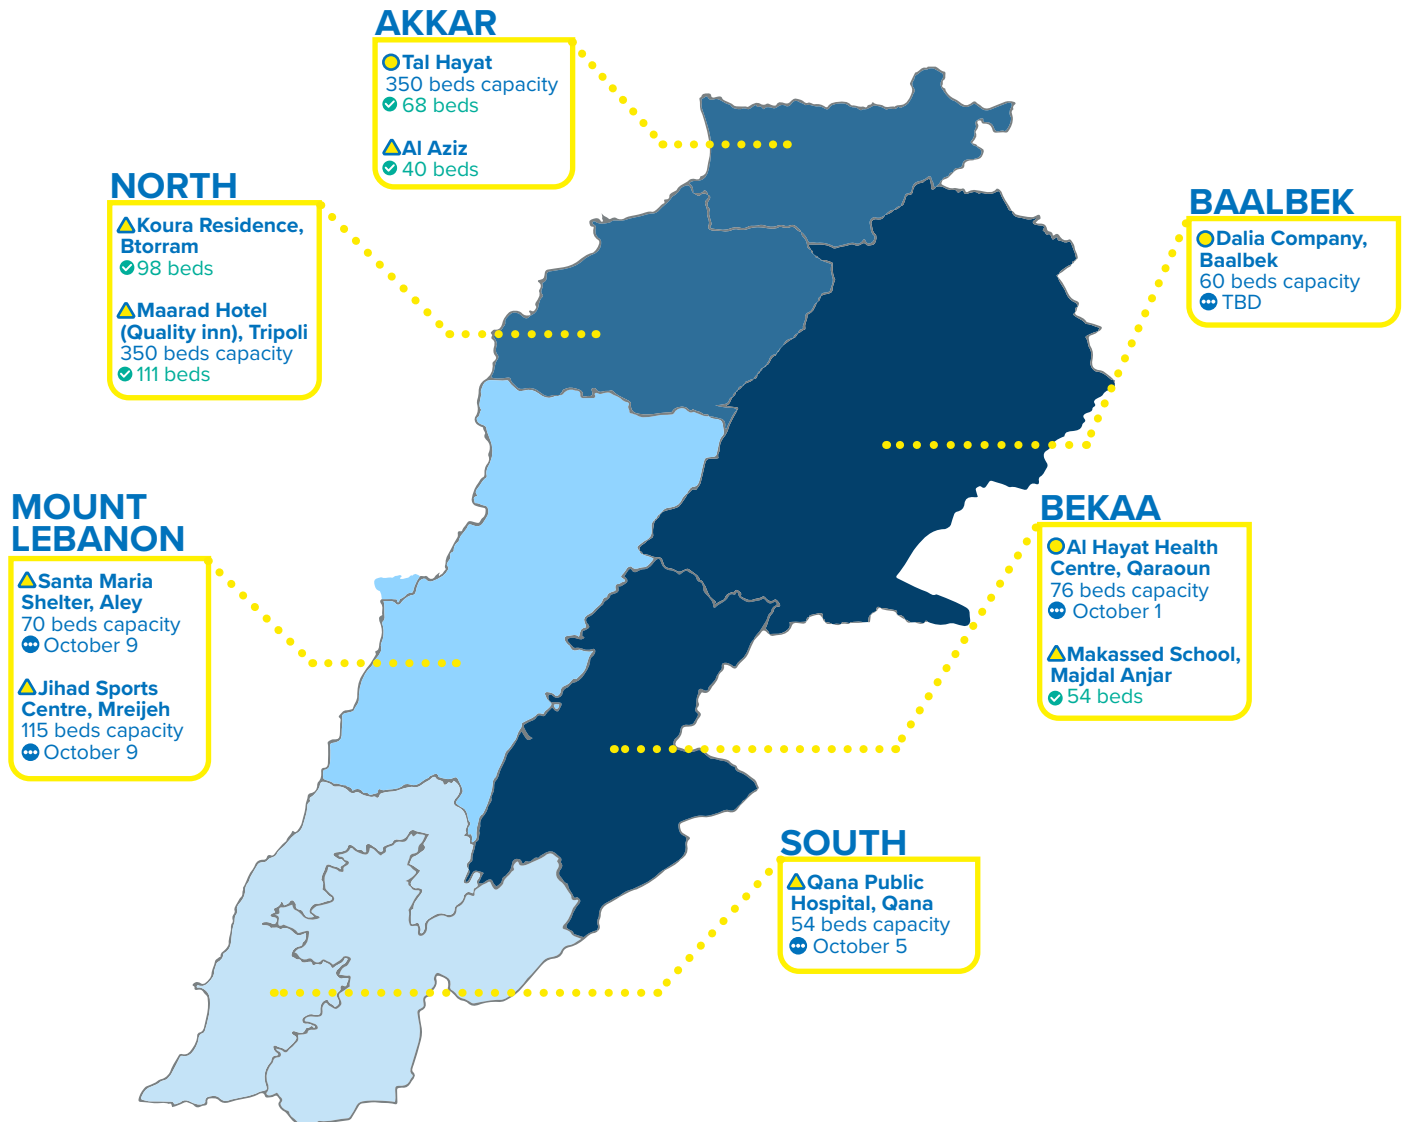 AKKAR
Tal Hayat
350 beds capacity
68 beds
Al Aziz
40 beds
NORTH
Koura Residence,
Btorram
98 beds
Maarad Hotel
(Quality inn), Tripoli
350 beds capacity
111 beds
BAALBEK
Dalia Company,
Baalbek
60 beds capacity
TBD
MOUNT
LEBANON
Santa Maria
Shelter, Aley
70 beds capacity
October 9
Jihad Sports
Centre, Mreijeh
115 beds capacity
October 9
BEKAA
Al Hayat Health
Centre, Qaraoun
76 beds capacity
October 1
Makassed School,
Majdal Anjar
54 beds
SOUTH
Qana Public
Hospital, Qana
54 beds capacity
October 5